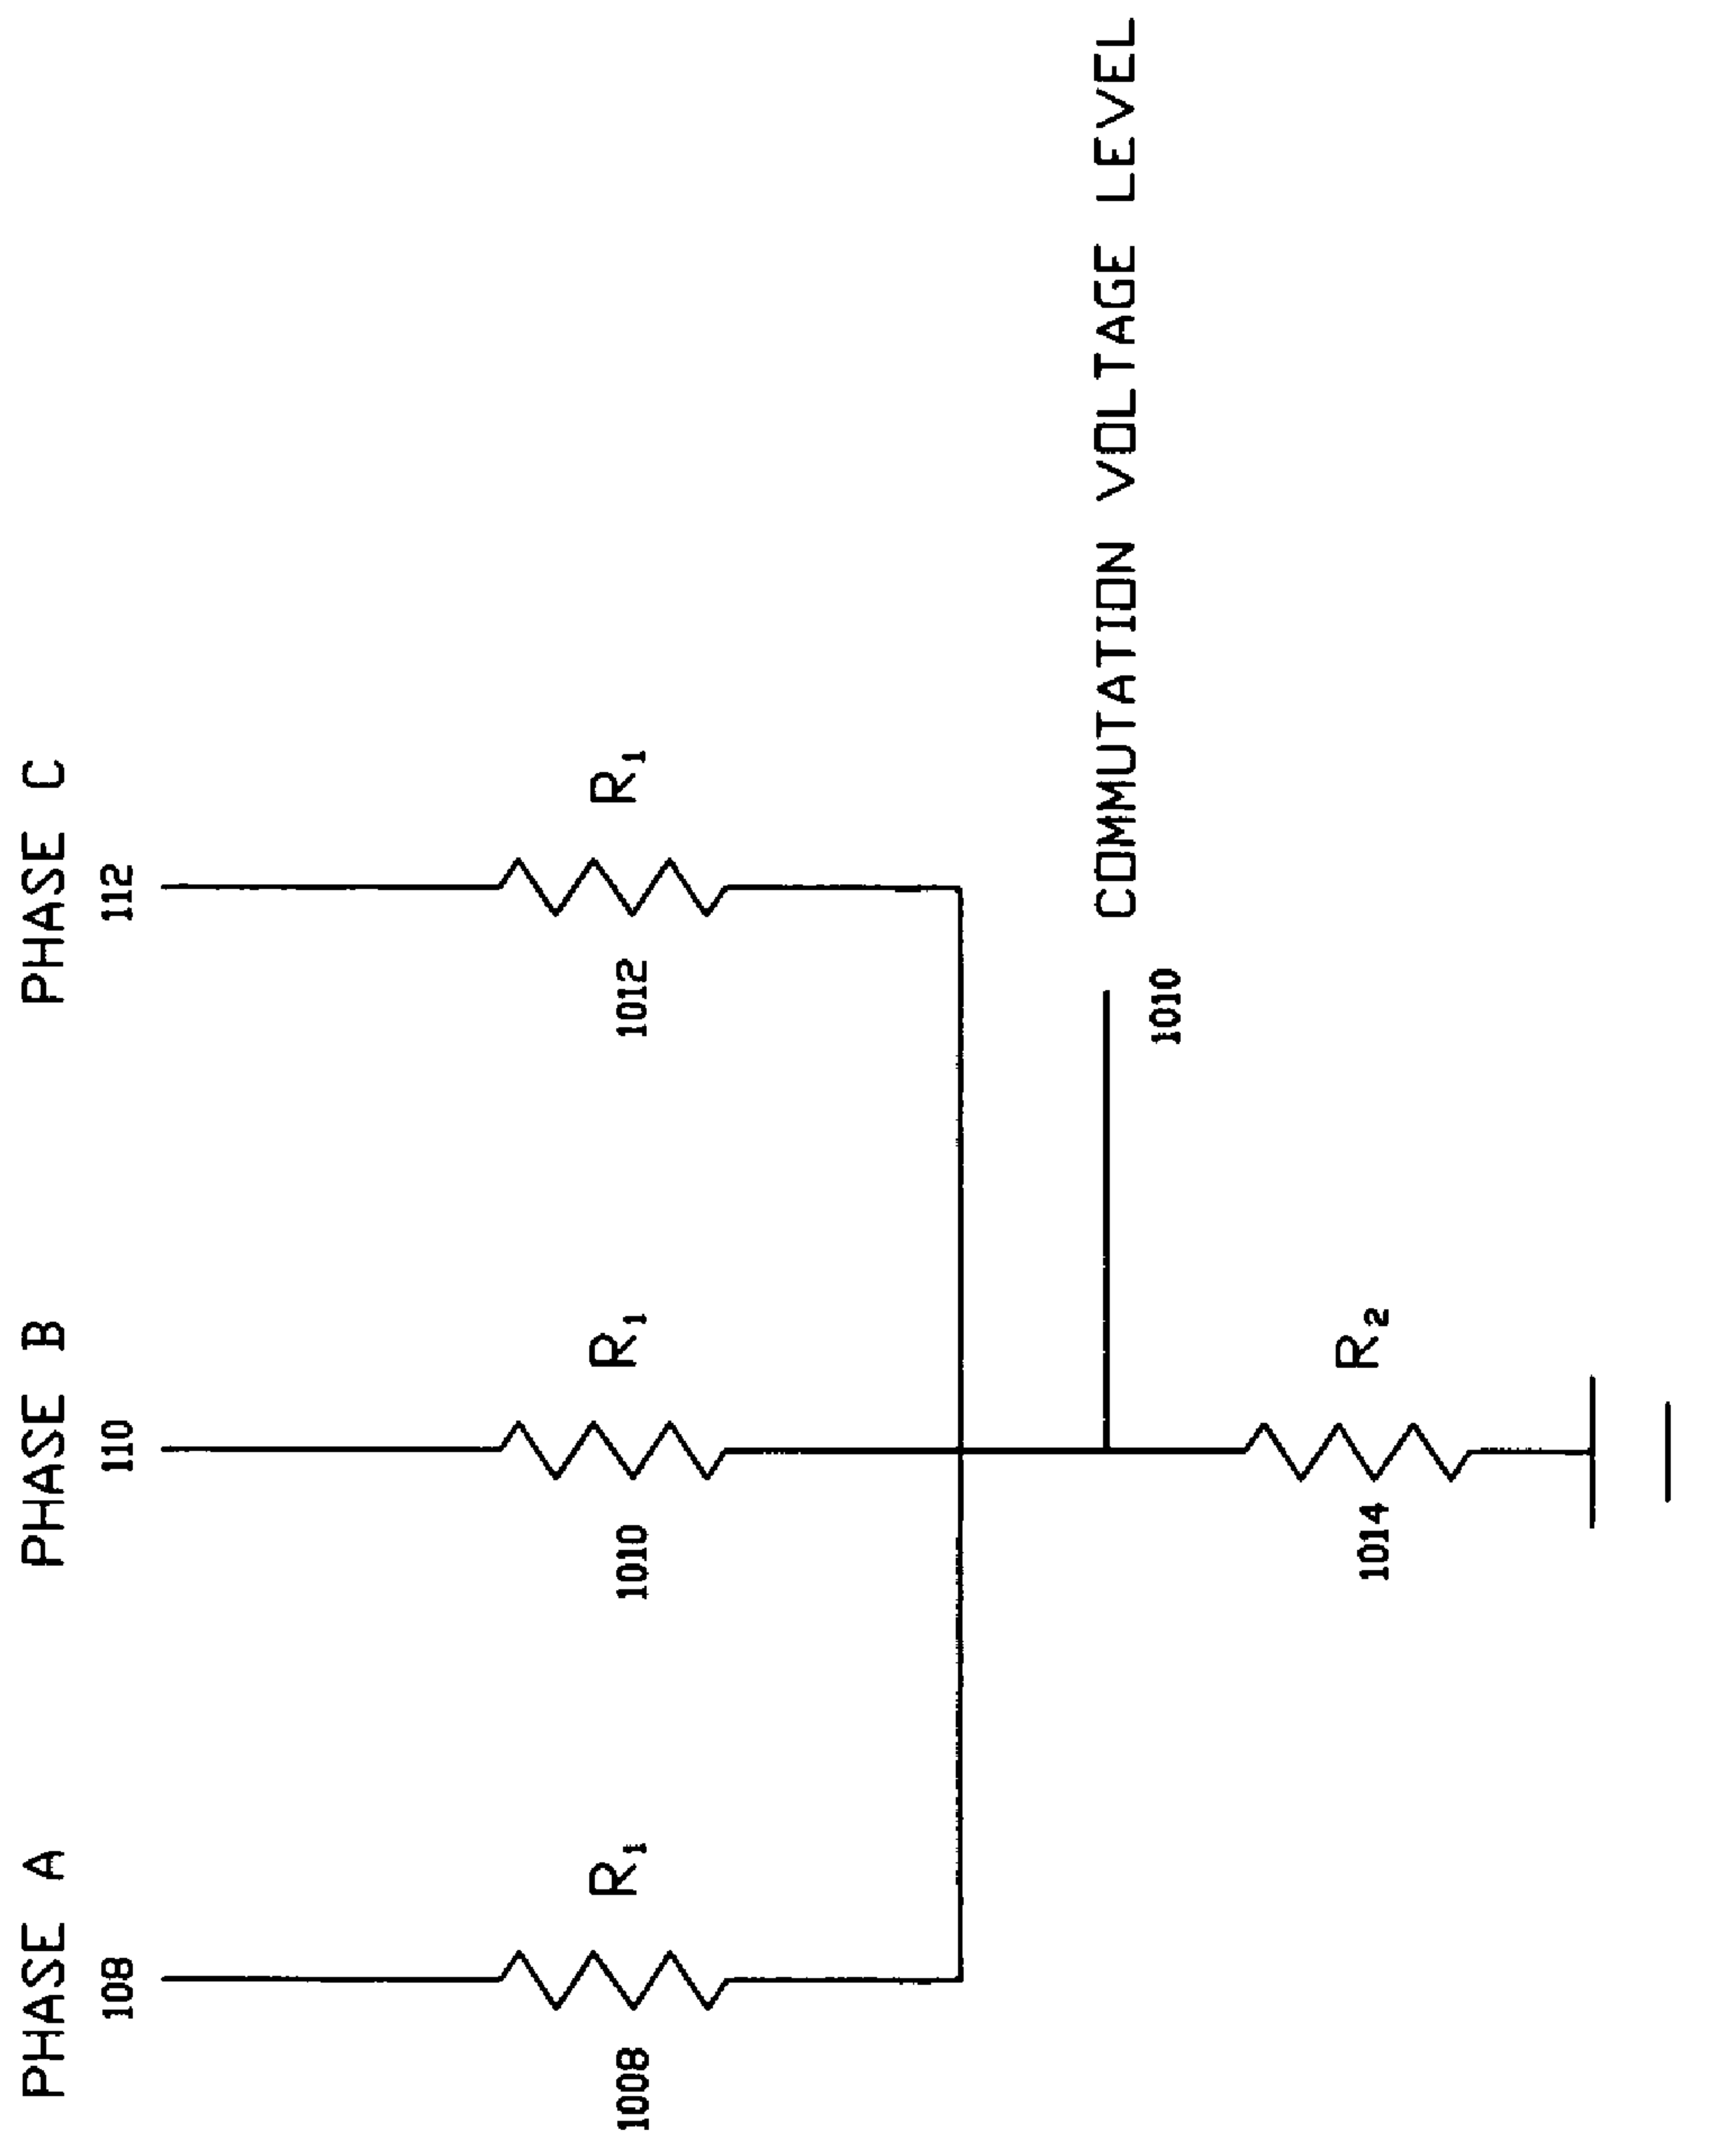 PHASE A
PHASE B
PHASE C
108
110
112
1008
R1
1010
R1
1012
R1
COMMUTATION VOLTAGE LEVEL
1010
1014
R2